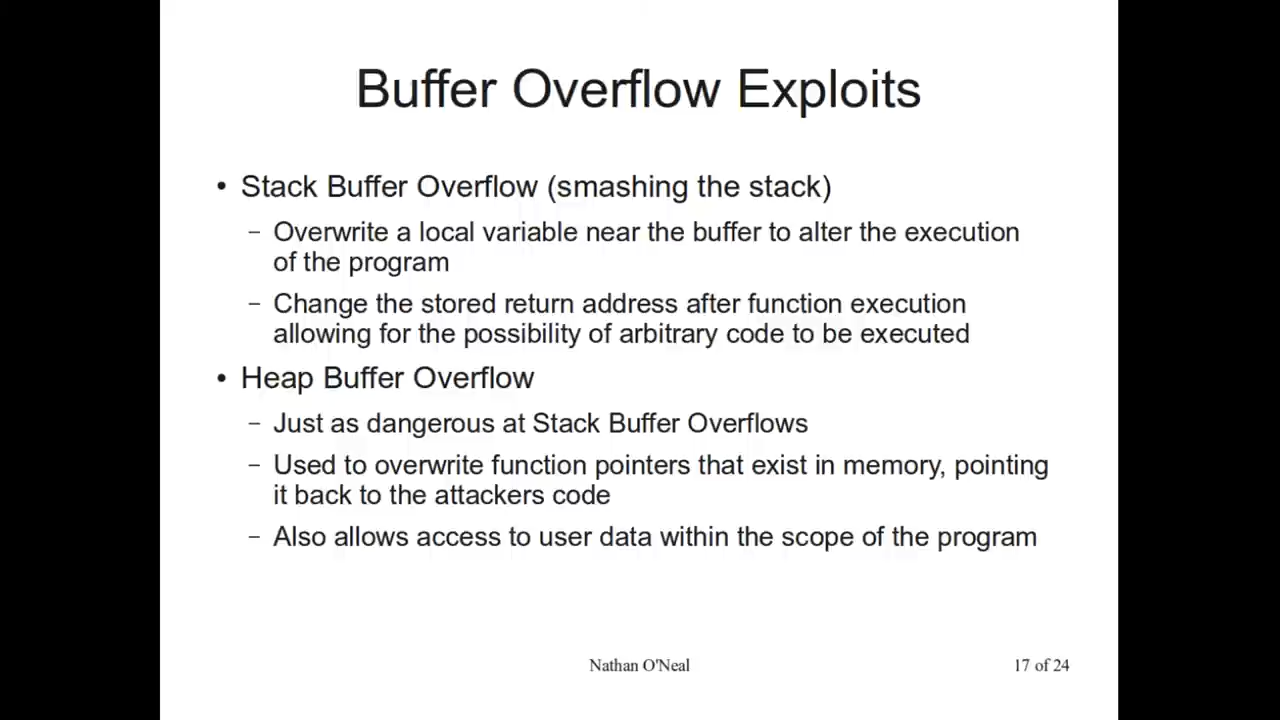 Buffer Overflow Exploits
• Stack Buffer Overflow (smashing the stack)
– Overwrite a local variable near the buffer to alter the execution
of the program
– Change the stored return address after function execution
allowing for the possibility of arbitrary code to be executed
• Heap Buffer Overflow
– Just as dangerous at Stack Buffer Overflows
– Used to overwrite function pointers that exist in memory, pointing
it back to the attackers code
– Also allows access to user data within the scope of the program
Nathan O'Neal
17 of 24